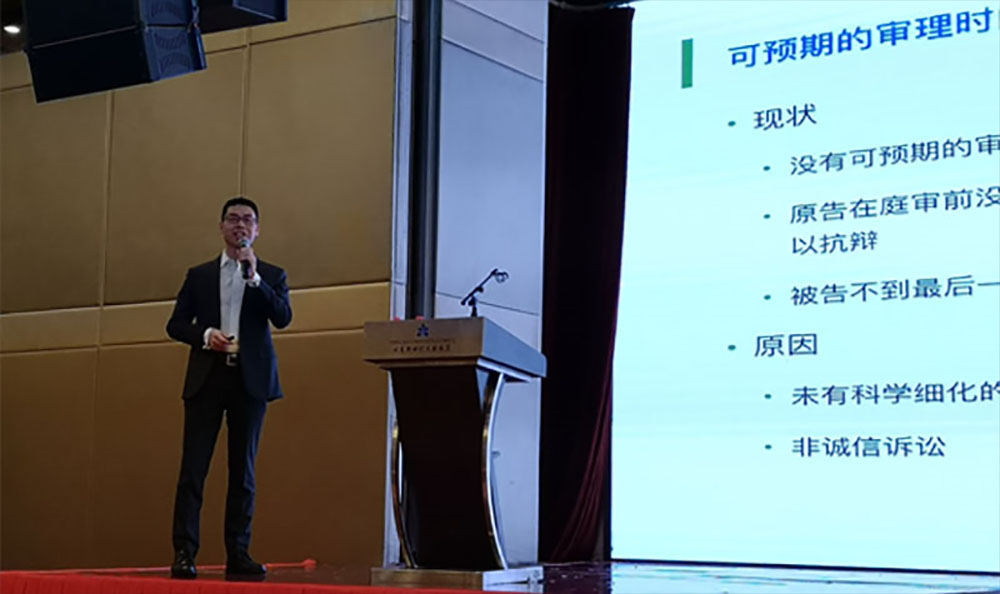 可预期的审理时
现状
没有可预期的审
原告在庭审前没
以抗辩
被告不到最后一
原因
未有科学细化的
非诚信诉讼